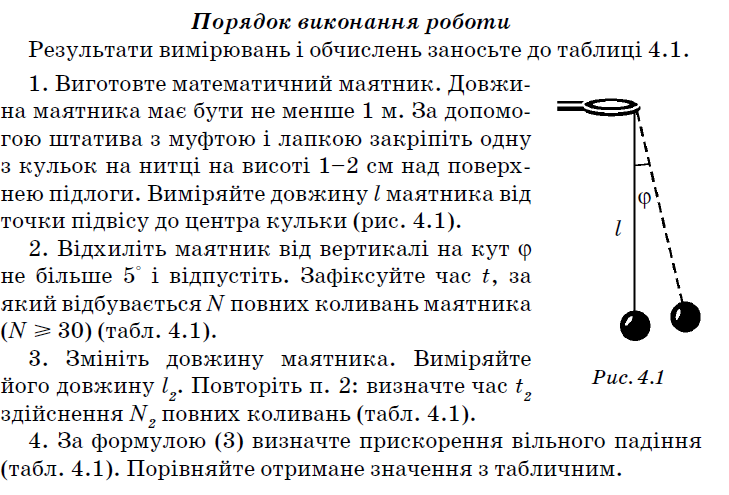 Порядок виконання роботи
Результати вимірювань і обчислень заносьте до таблиці 4.1.
1. Виготовте математичний маятник. Довжи-
на маятника має бути не менше 1 м. За допомо-
гою штатива з муфтою і лапкою закріпіть одну
з кульок на нитці на висоті 1–2 см над поверх-
нею підлоги. Виміряйте довжину l маятника від
точки підвісу до центра кульки (рис. 4.1).
2. Відхиліть маятник від вертикалі на кут φ
не більше 5° і відпустіть. Зафіксуйте час t, за
який відбувається N повних коливань маятника
(N ⩾ 30) (табл. 4.1).
3. Змініть довжину маятника. Виміряйте
його довжину l₂. Повторіть п. 2: визначте час t₂
здійснення N₂ повних коливань (табл. 4.1).
4. За формулою (3) визначте прискорення вільного падіння
(табл. 4.1). Порівняйте отримане значення з табличним.
φ
l
Рис. 4.1